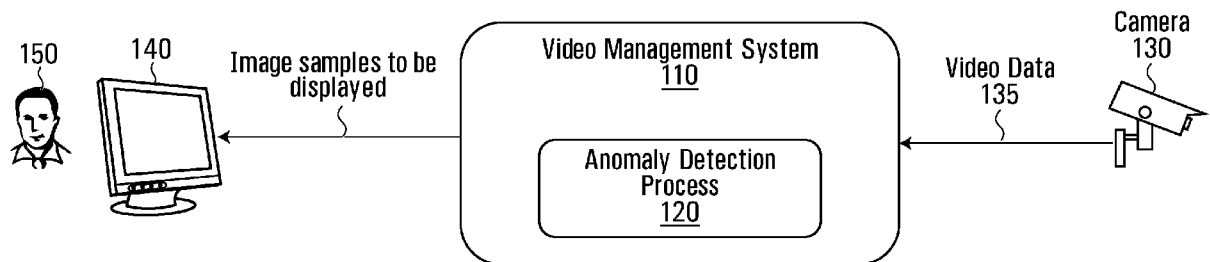 150
140
Image samples to be
displayed
Video Management System
110
Anomaly Detection
Process
120
Video Data
135
Camera
130